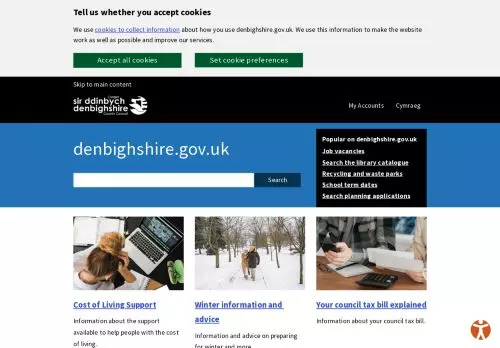 Tell us whether you accept cookies
We use cookies to collect information about how you use denbighshire.gov.uk. We use this information to make the website
work as well as possible and improve our services.
Accept all cookies
Set cookie preferences
Skip to main content
sir ddinbych
denbighshire
County Council
My Accounts
Cymraeg
denbighshire.gov.uk
Search
Popular on denbighshire.gov.uk
Job vacancies
Search the library catalogue
Recycling and waste parks
School term dates
Search planning applications
Cost of Living Support
Information about the support
available to help people with the cost
of living.
Winter information and
advice
Information and advice on preparing
for winter and more.
Your council tax bill explained
Information about your council tax bill.